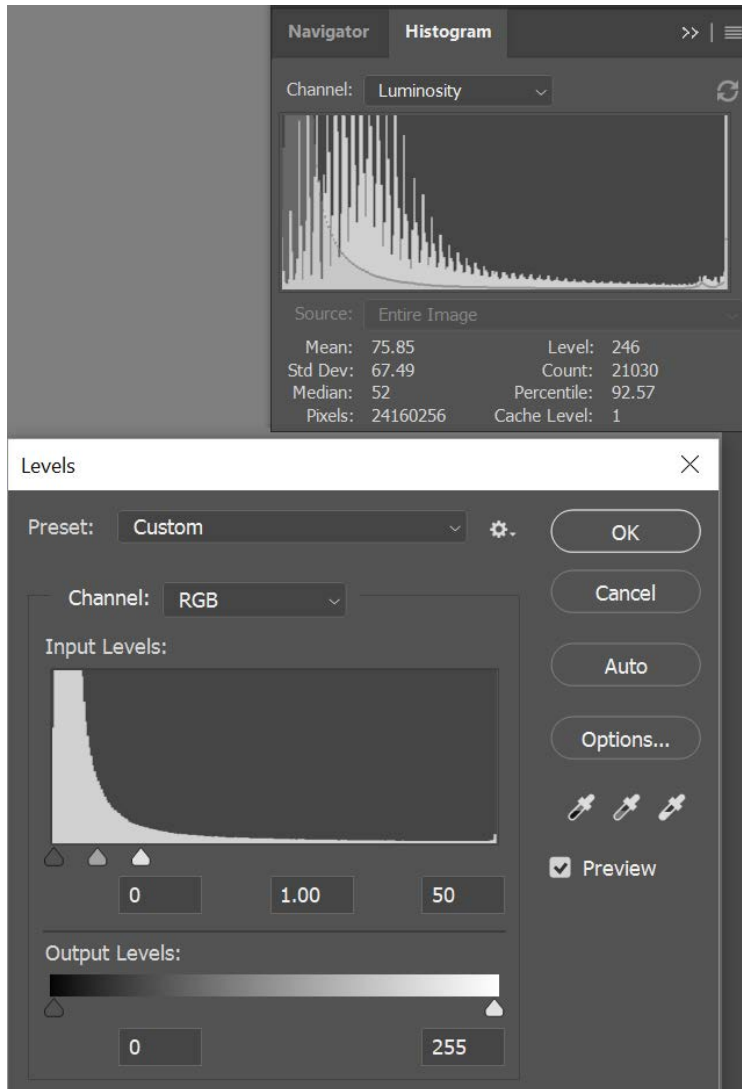 Navigator Histogram
Channel: Luminosity
Source: Entire Image
Mean: 75.85 Level: 246
Std Dev: 67.49 Count: 21030
Median: 52 Percentile: 92.57
Pixels: 24160256 Cache Level: 1
Levels
Preset: Custom OK
Channel: RGB Cancel
Input Levels:
Auto
Options...
Preview
0 1.00 50
Output Levels:
0 255